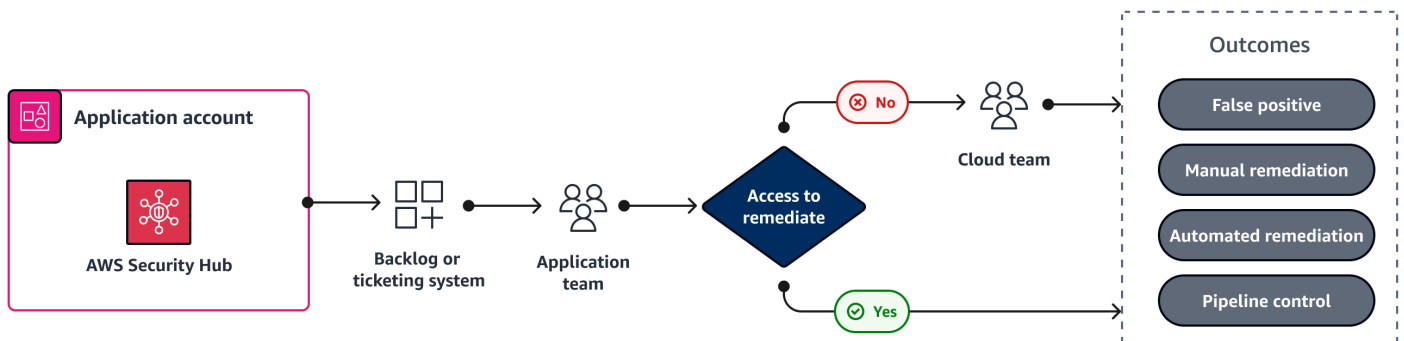 Application account
AWS Security Hub
Backlog or
ticketing system
Application
team
Access to
remediate
No
Cloud team
Yes
Outcomes
False positive
Manual remediation
Automated remediation
Pipeline control